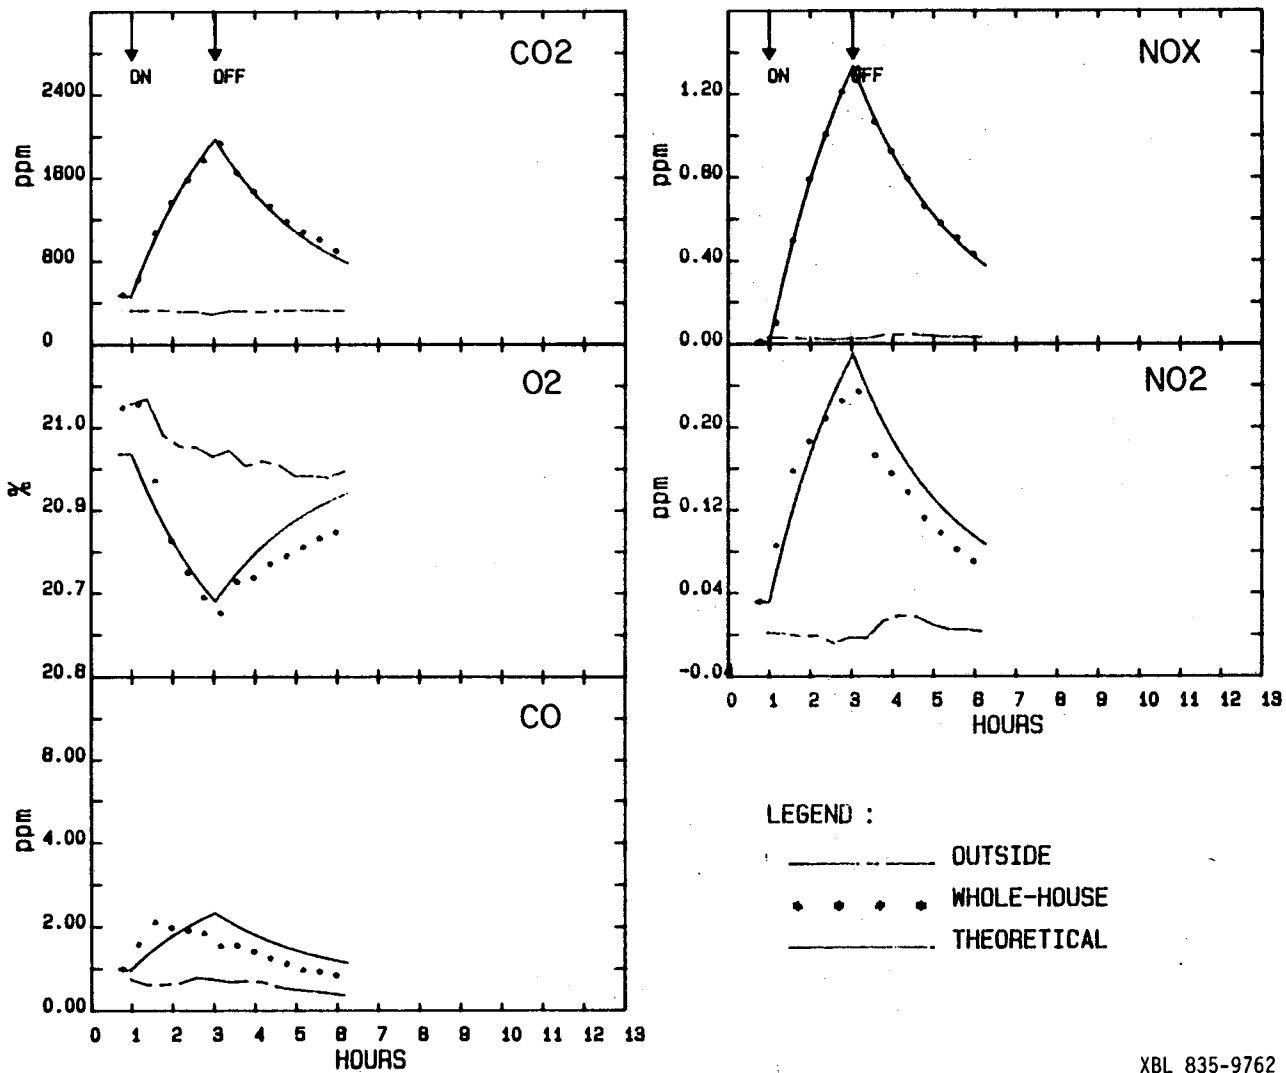 CO2
ON
OFF
2400
1800
800
0
ppm
NOX
ON
OFF
1.20
0.80
0.40
0.00
ppm
O2
21.0
20.9
20.7
20.8
%
NO2
0.20
0.12
0.04
-0.04
ppm
0 1 2 3 4 5 6 7 8 9 10 11 12 13
HOURS
CO
8.00
4.00
2.00
0.00
ppm
0 1 2 3 4 5 6 7 8 9 10 11 12 13
HOURS
LEGEND :
OUTSIDE
WHOLE-HOUSE
THEORETICAL
XBL 835-9762